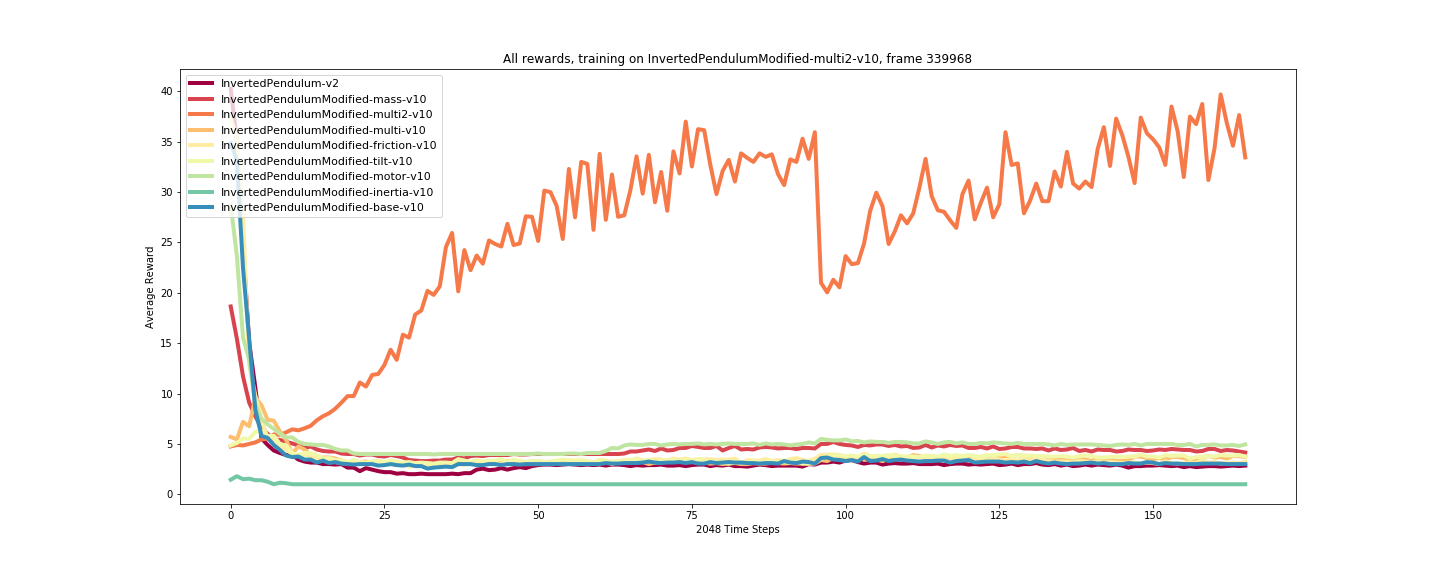 All rewards, training on InvertedPendulumModified-multi2-v10, frame 339968
InvertedPendulum-v2
InvertedPendulumModified-mass-v10
InvertedPendulumModified-multi2-v10
InvertedPendulumModified-multi-v10
InvertedPendulumModified-friction-v10
InvertedPendulumModified-tilt-v10
InvertedPendulumModified-motor-v10
InvertedPendulumModified-inertia-v10
InvertedPendulumModified-base-v10
Average Reward
40
35
30
25
20
15
10
5
0
0 25 50 75 100 125 150
2048 Time Steps